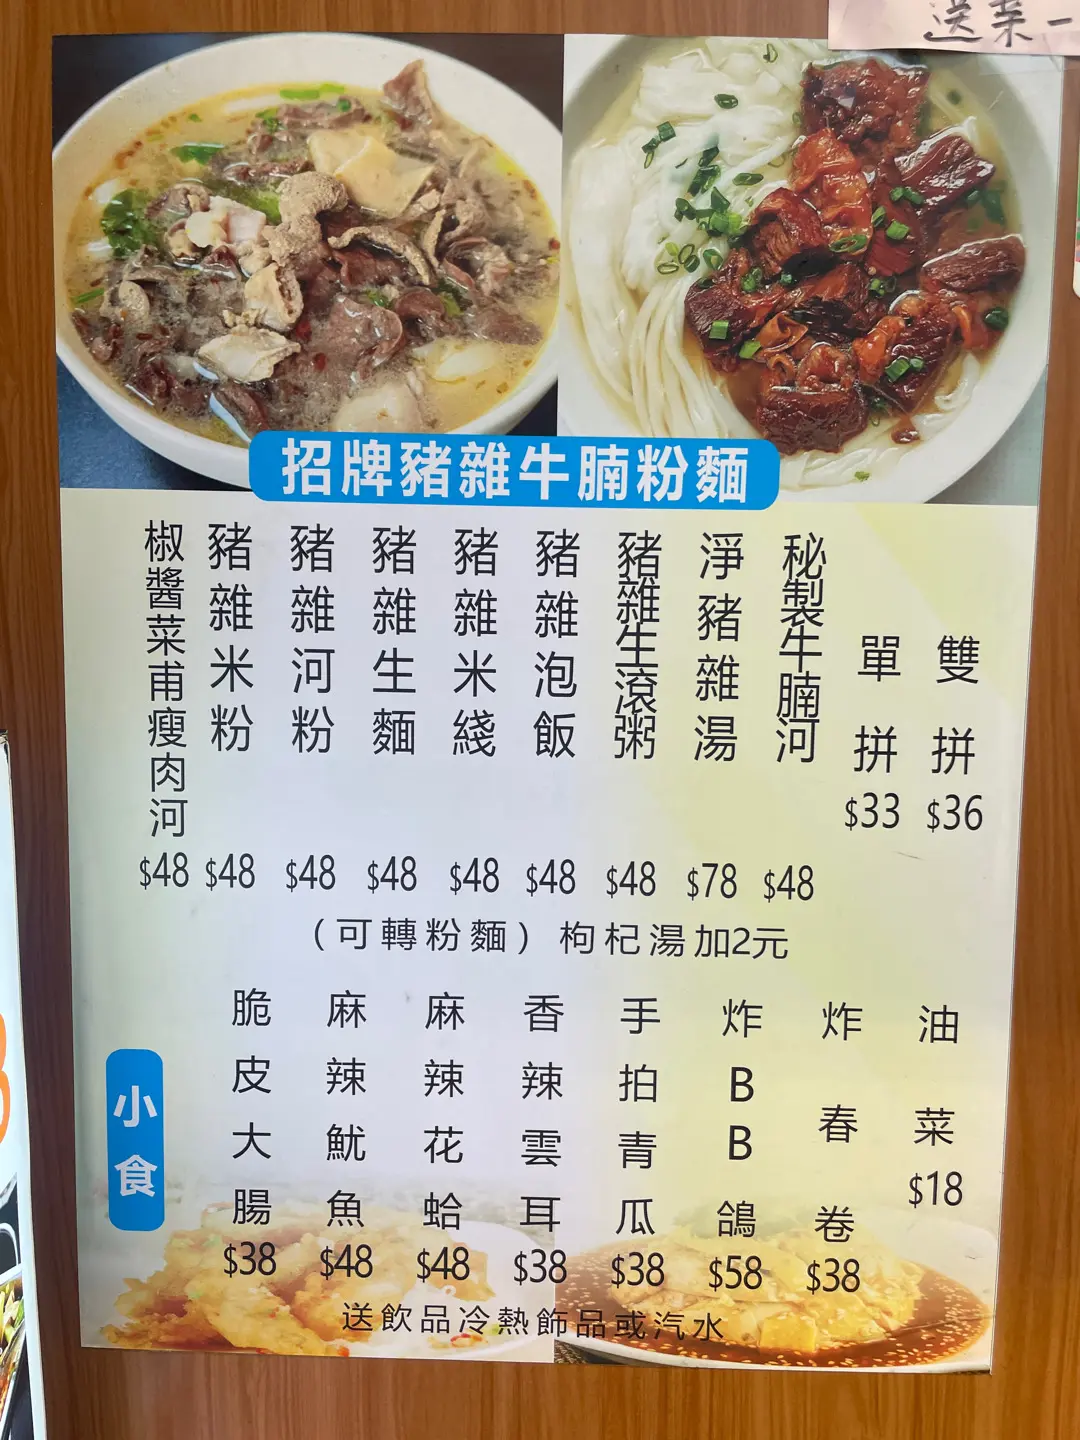 送菜一
招牌豬雜牛腩粉麵
椒醬菜甫瘦肉河 $48
豬雜米粉 $48
豬雜河粉 $48
豬雜生麵 $48
豬雜米綫 $48
豬雜泡飯 $48
豬雜生滾粥 $48
淨豬雜湯 $78
秘製牛腩河 $48
單拼 $33
雙拼 $36
（可轉粉麵）枸杞湯加2元
小食
脆皮大腸 $38
麻辣魷魚 $48
麻辣花蛤 $48
香辣雲耳 $38
手拍青瓜 $38
炸BB鴿 $58
炸春卷 $38
油菜 $18
送飲品冷熱飾品或汽水